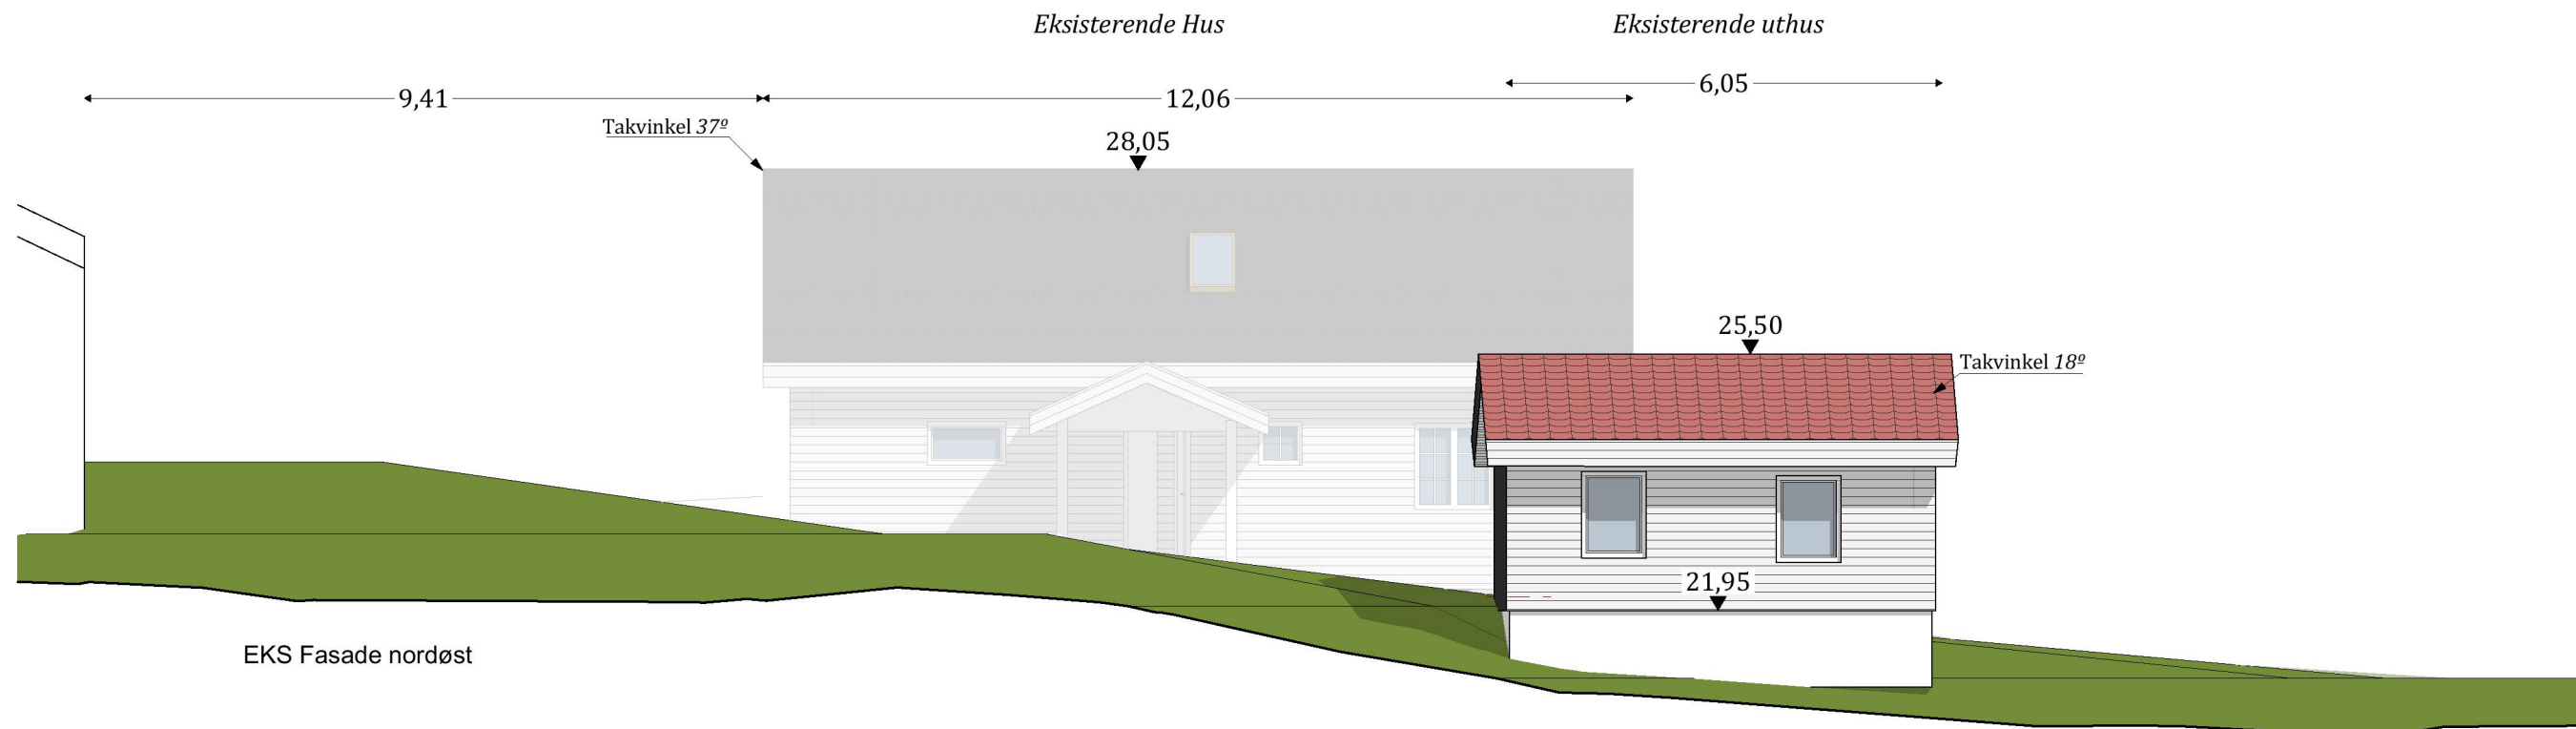 Eksisterende Hus
Eksisterende uthus
9,41
12,06
6,05
Takvinkel 37º
28,05
25,50
Takvinkel 18º
21,95
EKS Fasade nordøst